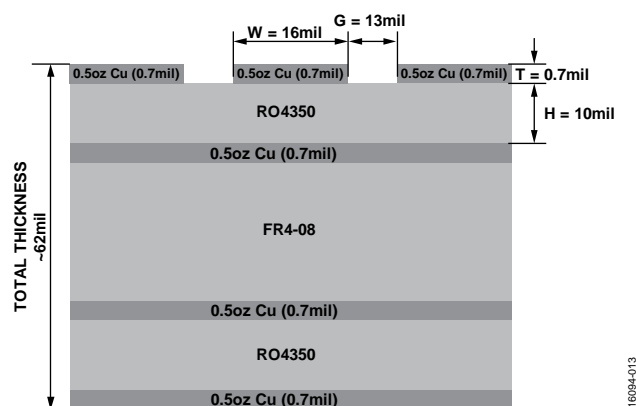 G = 13mil
W = 16mil
0.5oz Cu (0.7mil) 0.5oz Cu (0.7mil) 0.5oz Cu (0.7mil) T = 0.7mil
RO4350
H = 10mil
0.5oz Cu (0.7mil)
TOTAL THICKNESS
~62mil
FR4-08
0.5oz Cu (0.7mil)
RO4350
0.5oz Cu (0.7mil)
16094-013